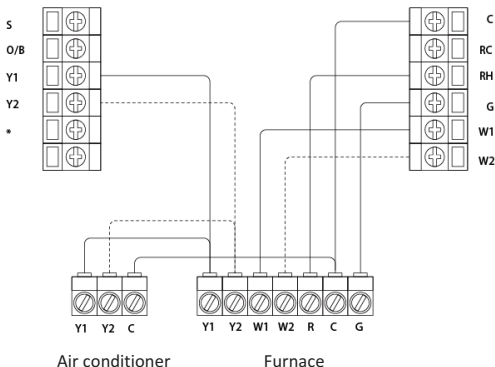 S
O/B
Y1
Y2
*
C
RC
RH
G
W1
W2
Y1 Y2 C
Y1 Y2 W1 W2 R C G
Air conditioner
Furnace